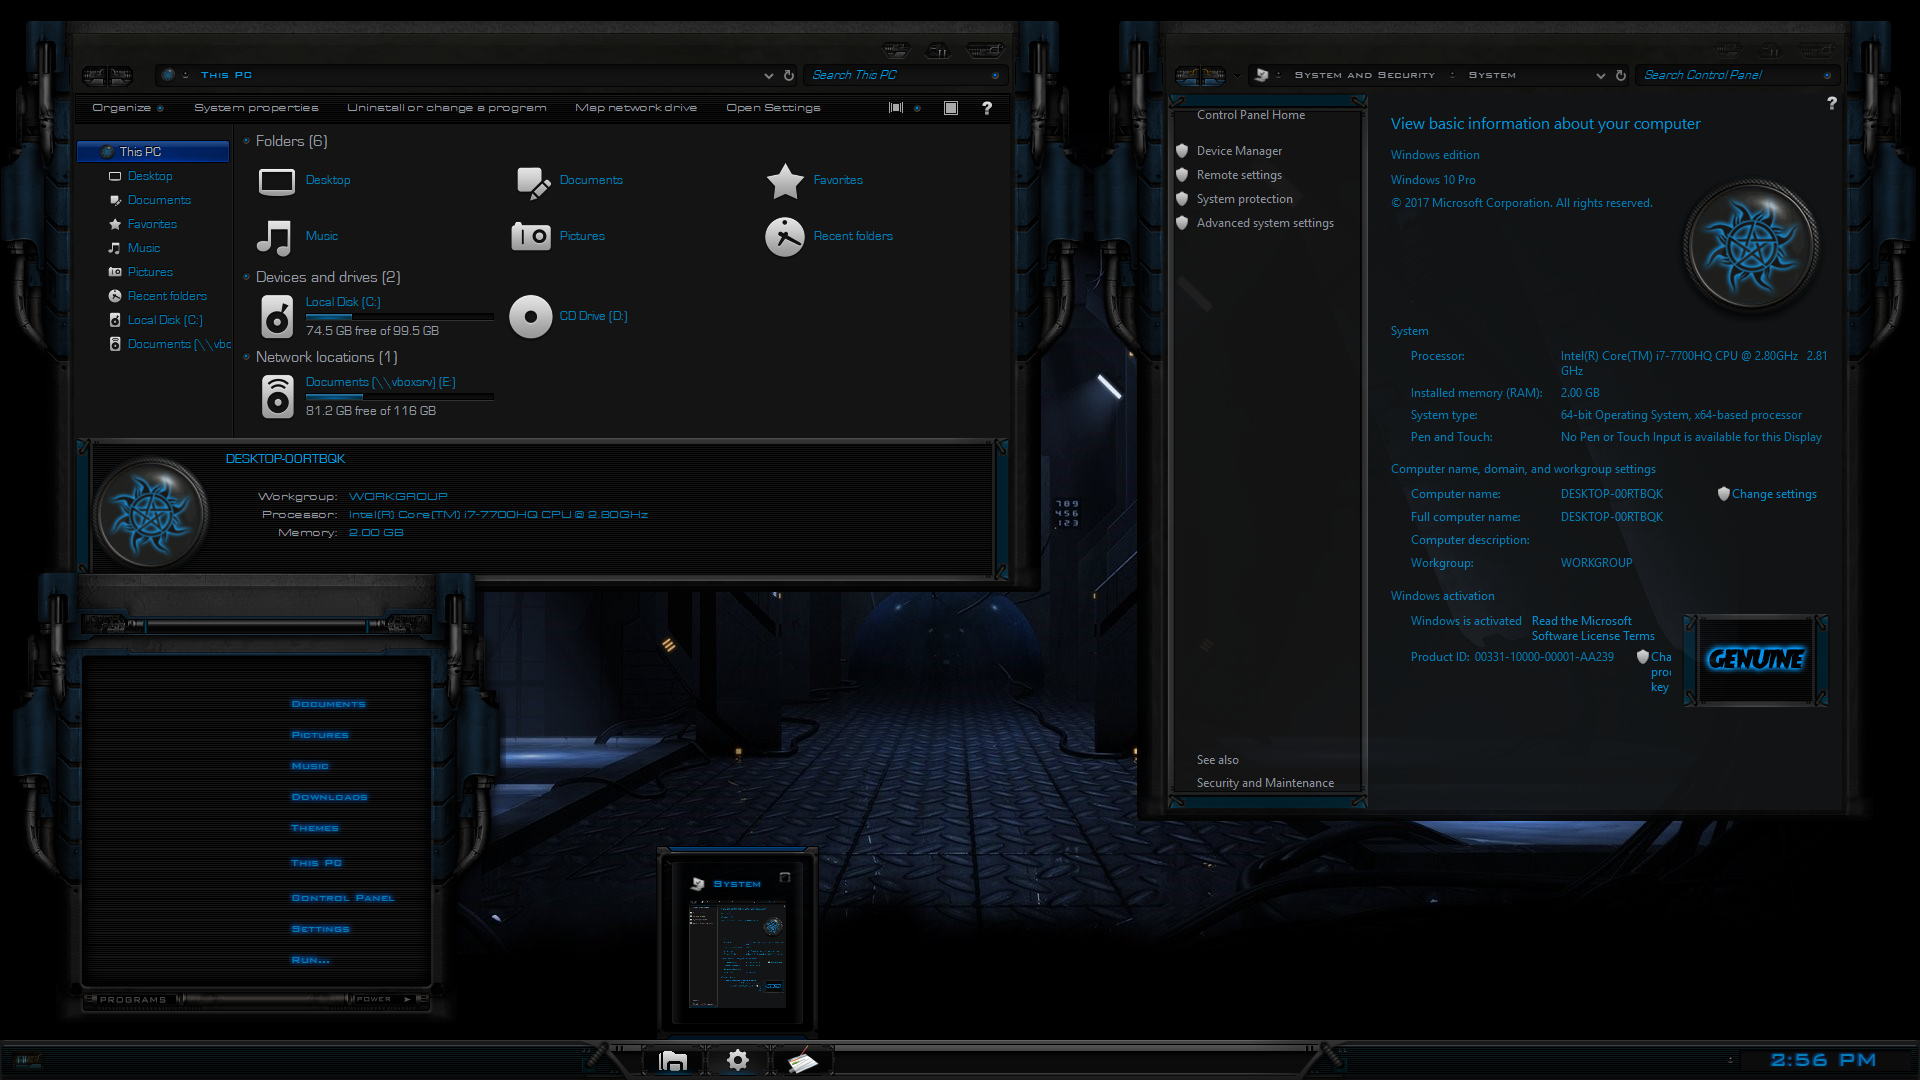 This PC
Search This PC
Organize
System properties
Uninstall or change a program
Map network drive
Open Settings
?
This PC
Desktop
Documents
Favorites
Music
Pictures
Recent folders
Local Disk (C:)
Documents (\\vbo
Folders (6)
Desktop
Documents
Favorites
Music
Pictures
Recent folders
Devices and drives (2)
Local Disk (C:)
74.5 GB free of 99.5 GB
CD Drive (D:)
Network locations (1)
Documents (\\vboxsrv) (E:)
81.2 GB free of 116 GB
DESKTOP-00RTBQK
Workgroup: WORKGROUP
Processor: Intel(R) Core(TM) i7-7700HQ CPU @ 2.80GHz
Memory: 2.00 GB
Documents
Pictures
Music
Downloads
Themes
This PC
Control Panel
Settings
Run...
Programs
Power
System
789
456
123
System and Security
System
Search Control Panel
?
Control Panel Home
Device Manager
Remote settings
System protection
Advanced system settings
See also
Security and Maintenance
View basic information about your computer
Windows edition
Windows 10 Pro
© 2017 Microsoft Corporation. All rights reserved.
System
Processor: Intel(R) Core(TM) i7-7700HQ CPU @ 2.80GHz 2.81
GHz
Installed memory (RAM): 2.00 GB
System type: 64-bit Operating System, x64-based processor
Pen and Touch: No Pen or Touch Input is available for this Display
Computer name, domain, and workgroup settings
Computer name: DESKTOP-00RTBQK
Change settings
Full computer name: DESKTOP-00RTBQK
Computer description:
Workgroup: WORKGROUP
Windows activation
Windows is activated Read the Microsoft
Software License Terms
Product ID: 00331-10000-00001-AA239
Cha
pro
key
GENUINE
2:56 PM